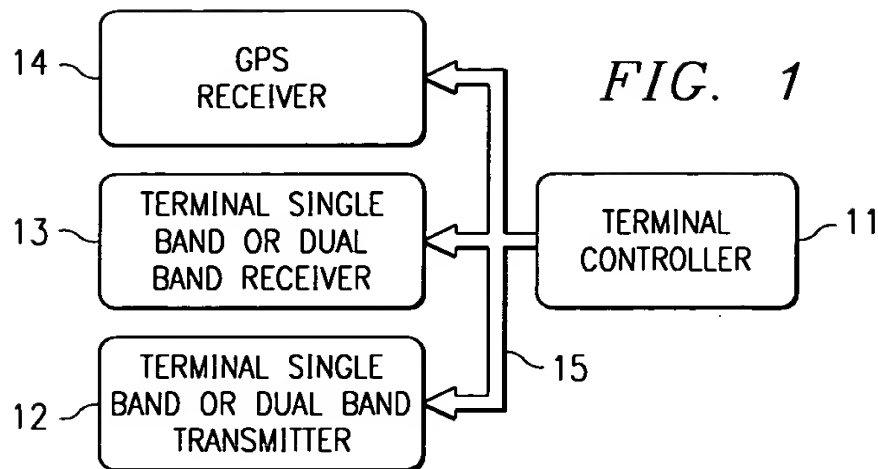 14
GPS
RECEIVER
FIG. 1
13
TERMINAL SINGLE
BAND OR DUAL
BAND RECEIVER
TERMINAL
CONTROLLER
11
12
TERMINAL SINGLE
BAND OR DUAL BAND
TRANSMITTER
15